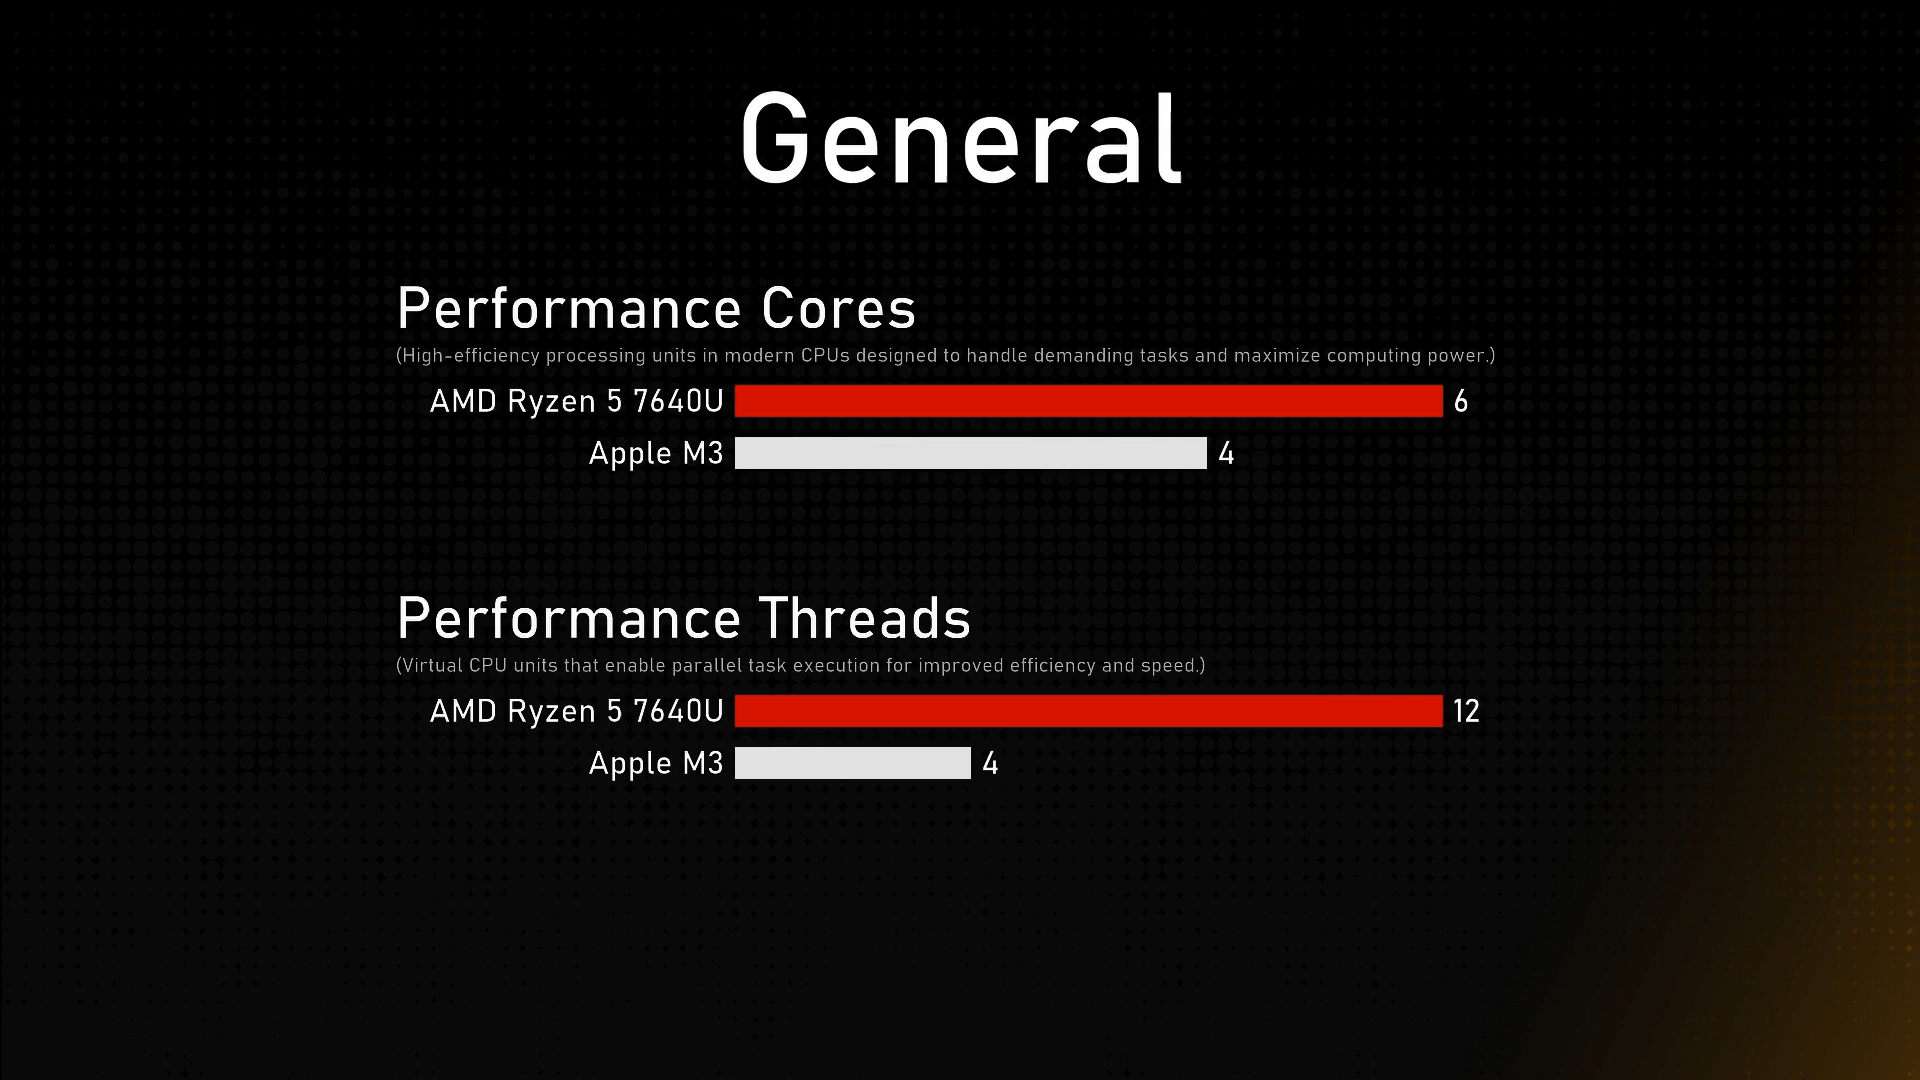 General
Performance Cores
(High-efficiency processing units in modern CPUs designed to handle demanding tasks and maximize computing power.)
AMD Ryzen 5 7640U 6
Apple M3 4
Performance Threads
(Virtual CPU units that enable parallel task execution for improved efficiency and speed.)
AMD Ryzen 5 7640U 12
Apple M3 4